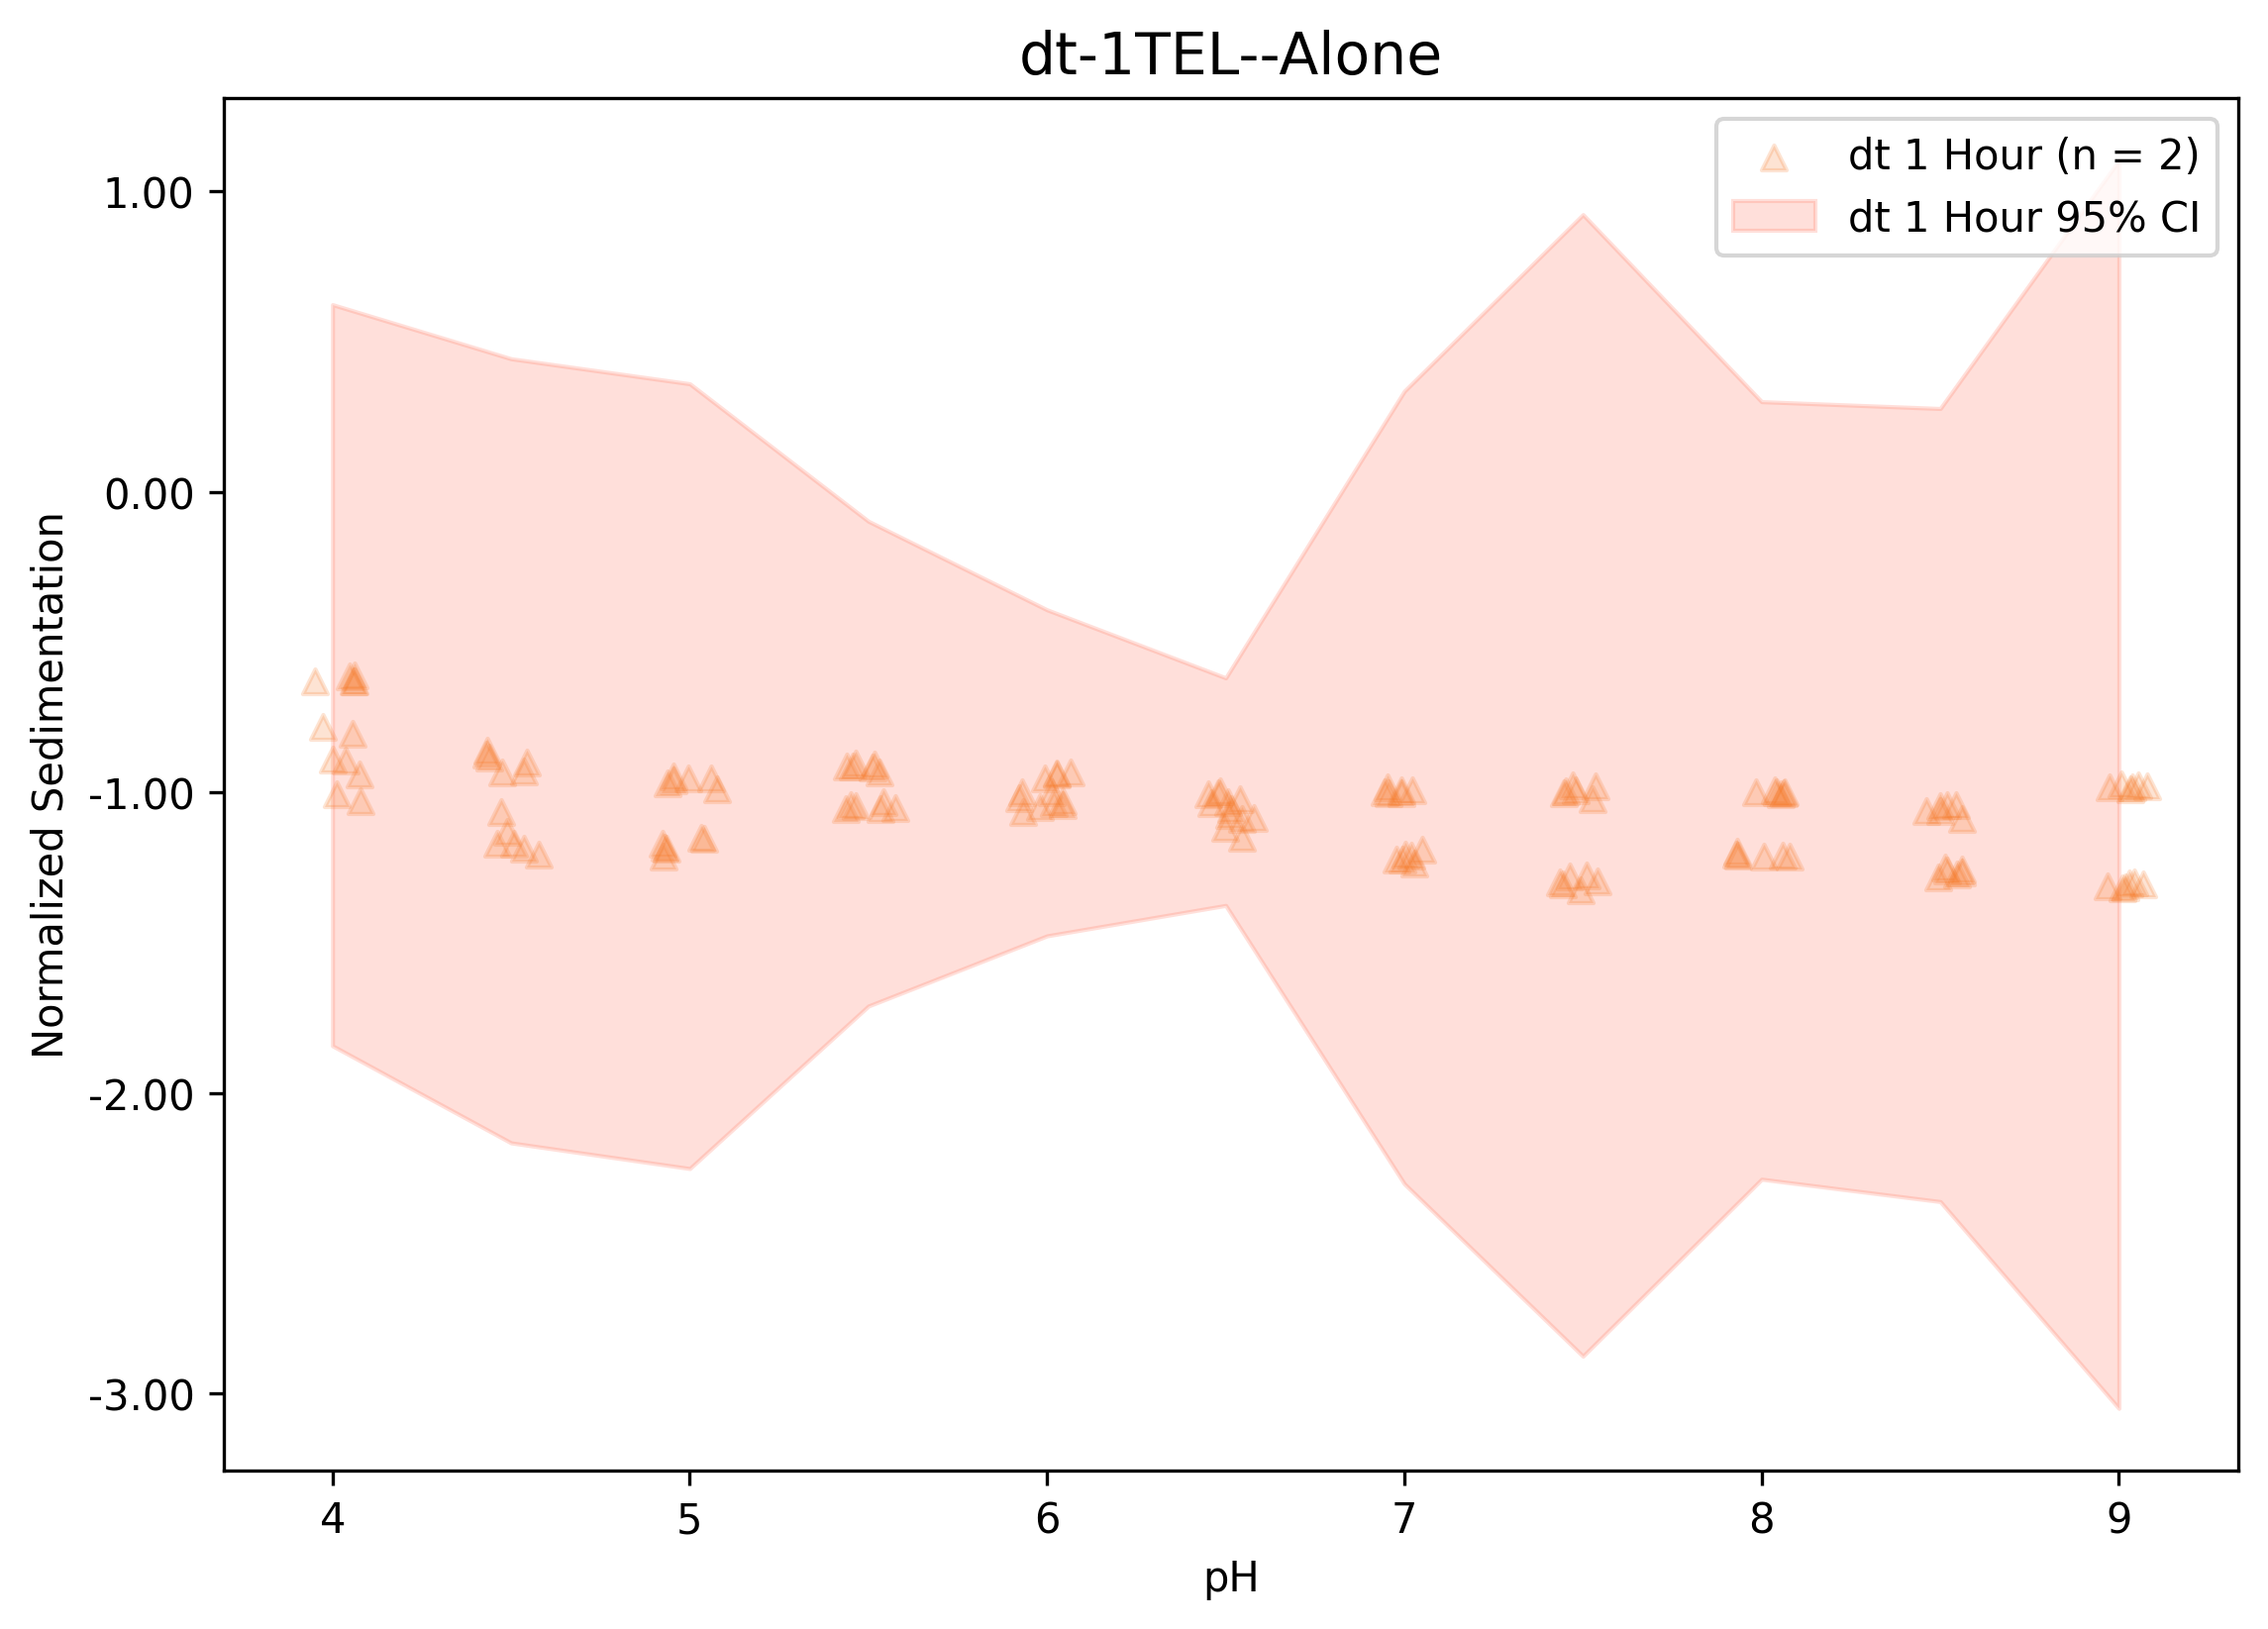 dt-1TEL--Alone
dt 1 Hour (n = 2)
dt 1 Hour 95% CI
1.00
0.00
-1.00
-2.00
-3.00
Normalized Sedimentation
4 5 6 7 8 9
pH